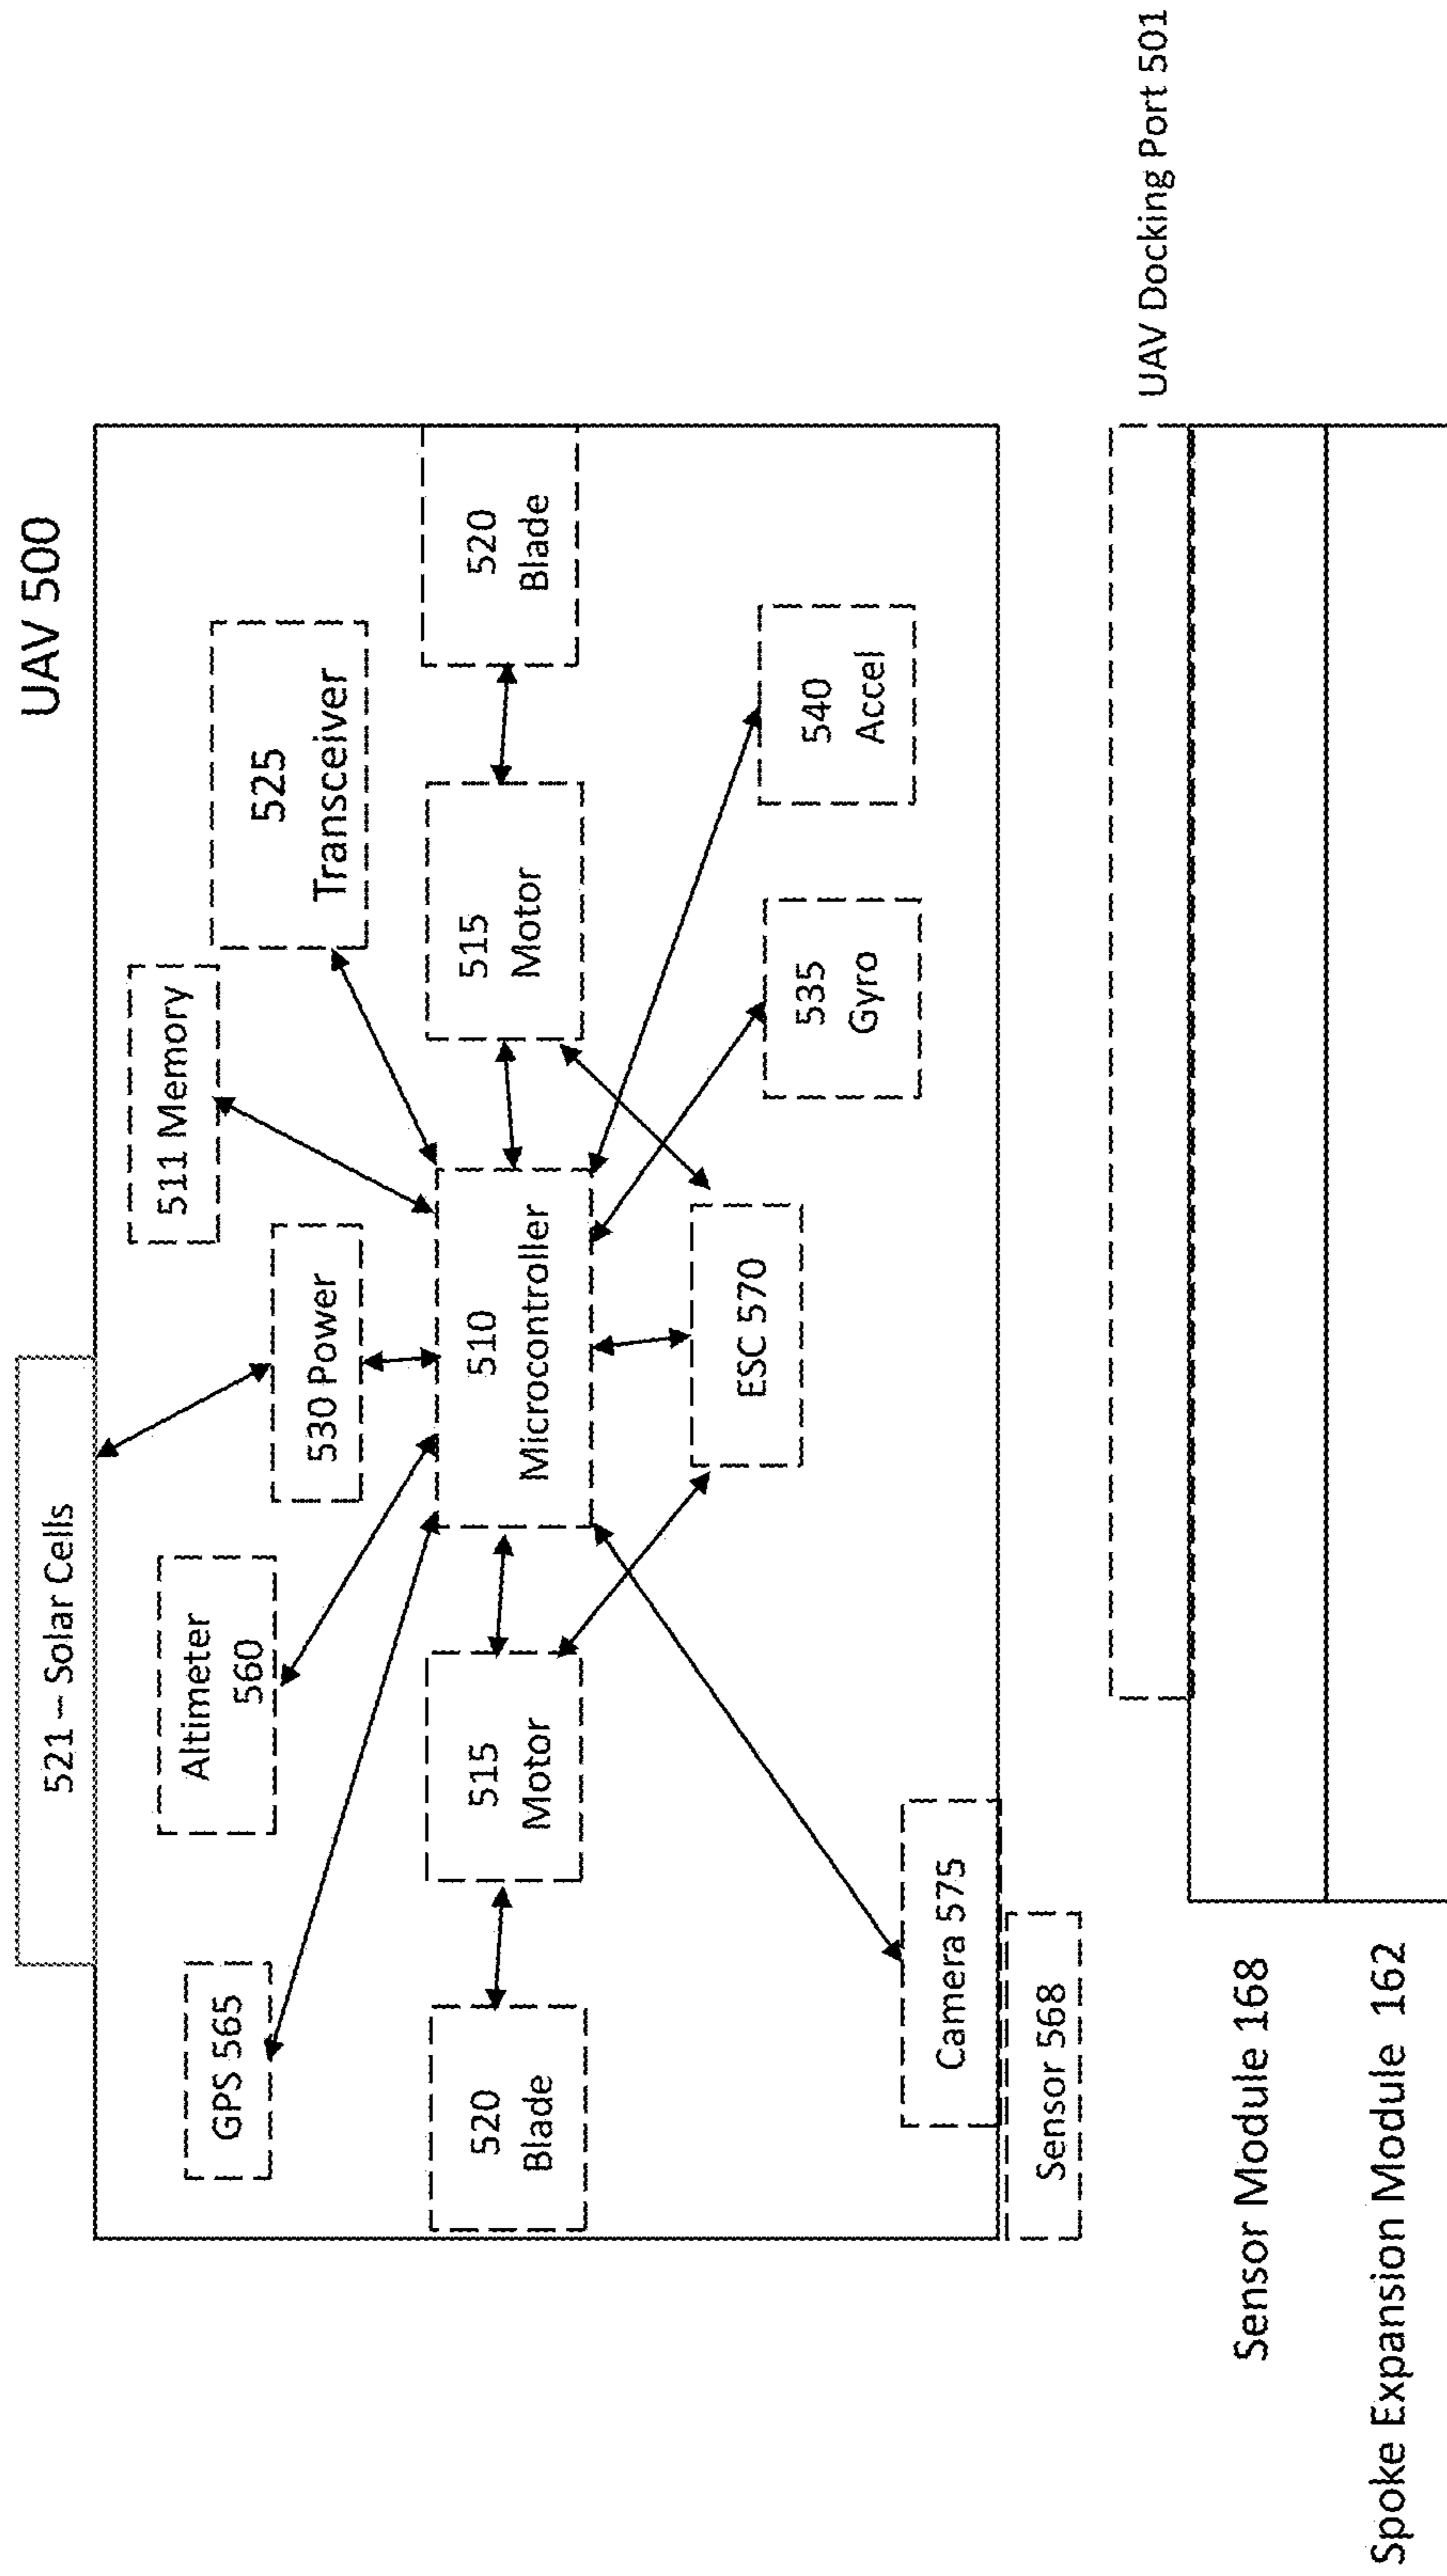 UAV 500
521 – Solar Cells
511 Memory
525
Transceiver
GPS 565
Altimeter
560
530 Power
520
Blade
515
Motor
510
Microcontroller
515
Motor
520
Blade
ESC 570
535
Gyro
540
Accel
Camera 575
Sensor 568
UAV Docking Port 501
Sensor Module 168
Spoke Expansion Module 162